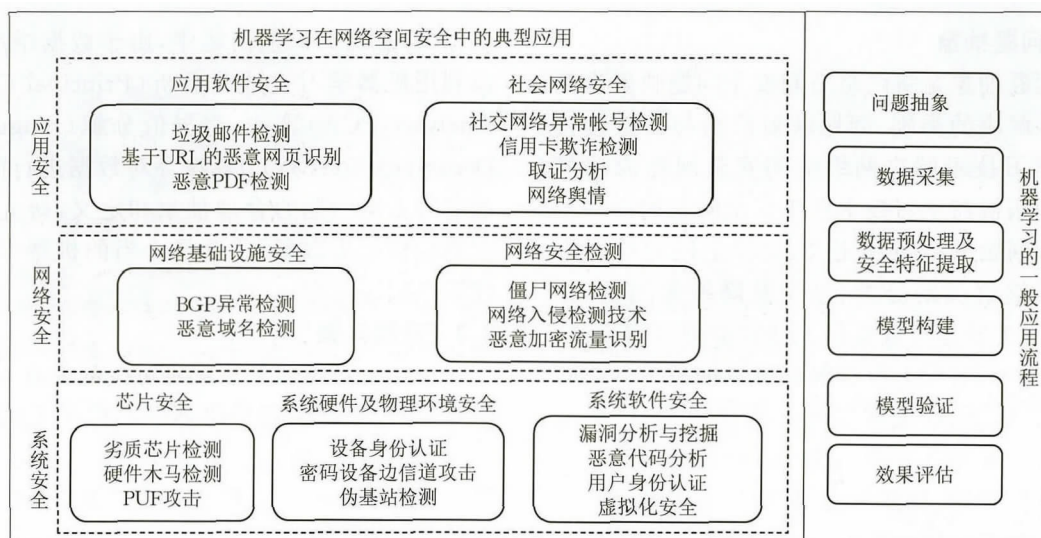 机器学习在网络空间安全中的典型应用
应用安全
应用软件安全
垃圾邮件检测
基于URL的恶意网页识别
恶意PDF检测
社会网络安全
社交网络异常帐号检测
信用卡欺诈检测
取证分析
网络舆情
网络安全
网络基础设施安全
BGP异常检测
恶意域名检测
网络安全检测
僵尸网络检测
网络入侵检测技术
恶意加密流量识别
系统安全
芯片安全
劣质芯片检测
硬件木马检测
PUF攻击
系统硬件及物理环境安全
设备身份认证
密码设备边信道攻击
伪基站检测
系统软件安全
漏洞分析与挖掘
恶意代码分析
用户身份认证
虚拟化安全
问题抽象
数据采集
数据预处理及
安全特征提取
模型构建
模型验证
效果评估
机器学习的一般应用流程